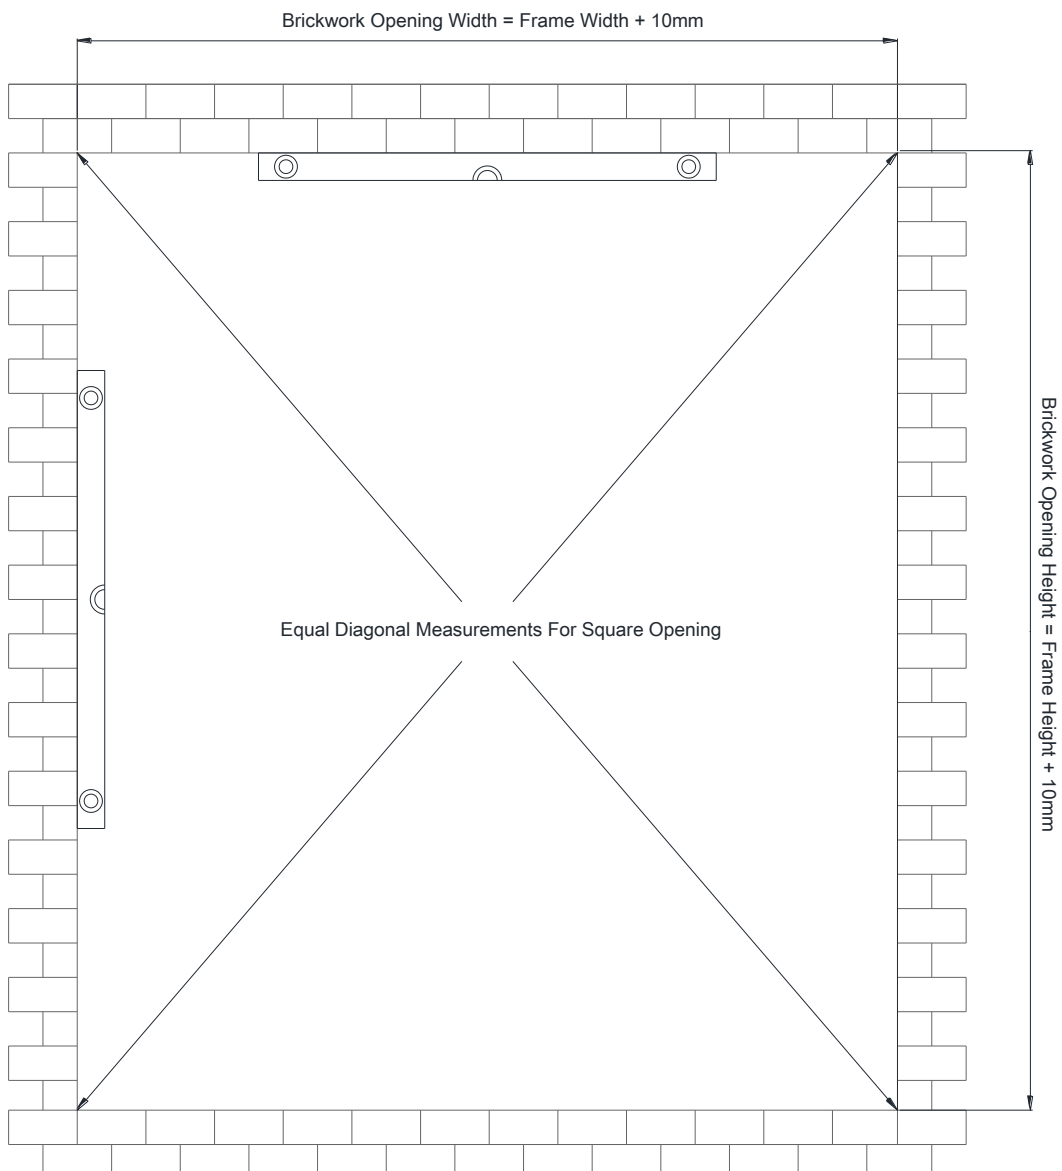 Brickwork Opening Width = Frame Width + 10mm
Equal Diagonal Measurements For Square Opening
Brickwork Opening Height = Frame Height + 10mm